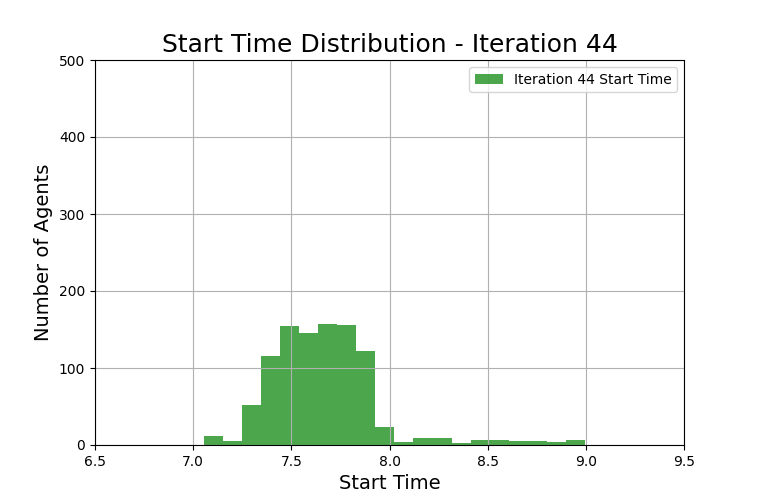 Start Time Distribution - Iteration 44
Iteration 44 Start Time
Number of Agents
500
400
300
200
100
0
6.5 7.0 7.5 8.0 8.5 9.0 9.5
Start Time